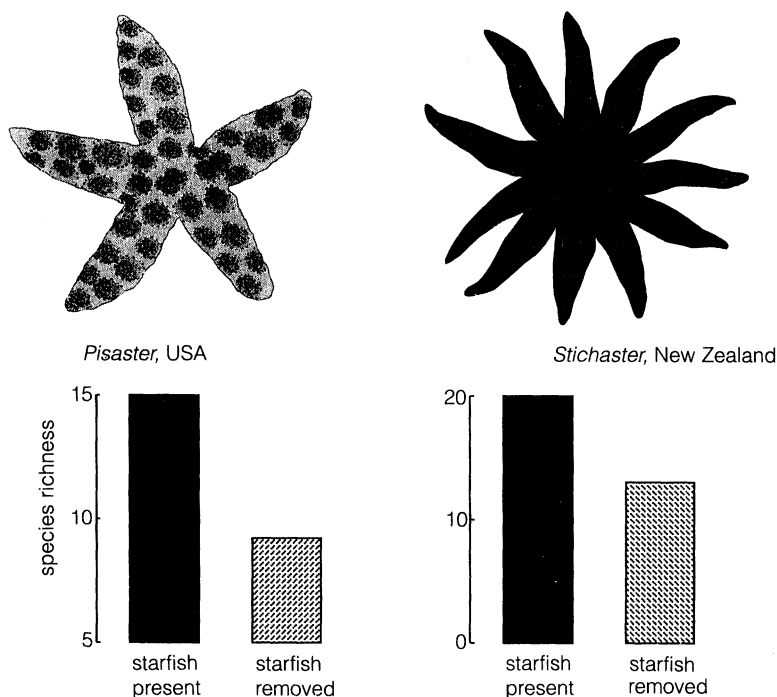 Pisaster, USA
Stichaster, New Zealand
species richness
15
10
5
starfish
present
starfish
removed
20
10
0
starfish
present
starfish
removed